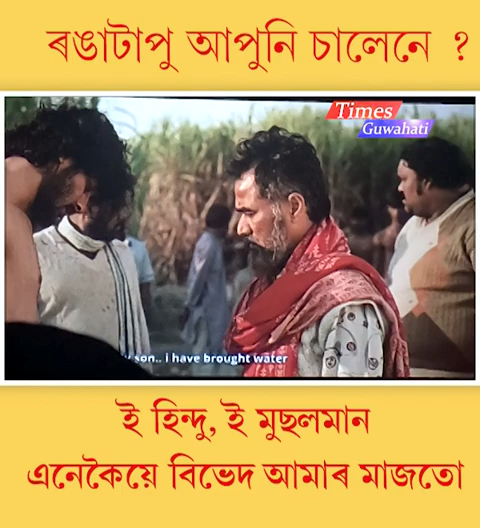 ৰঙাটাপু আপুনি চালেনে ?
Times
Guwahati
son.. i have brought water
ই হিন্দু, ই মুছলমান
এনেকৈয়ে বিভেদ আমাৰ মাজতো